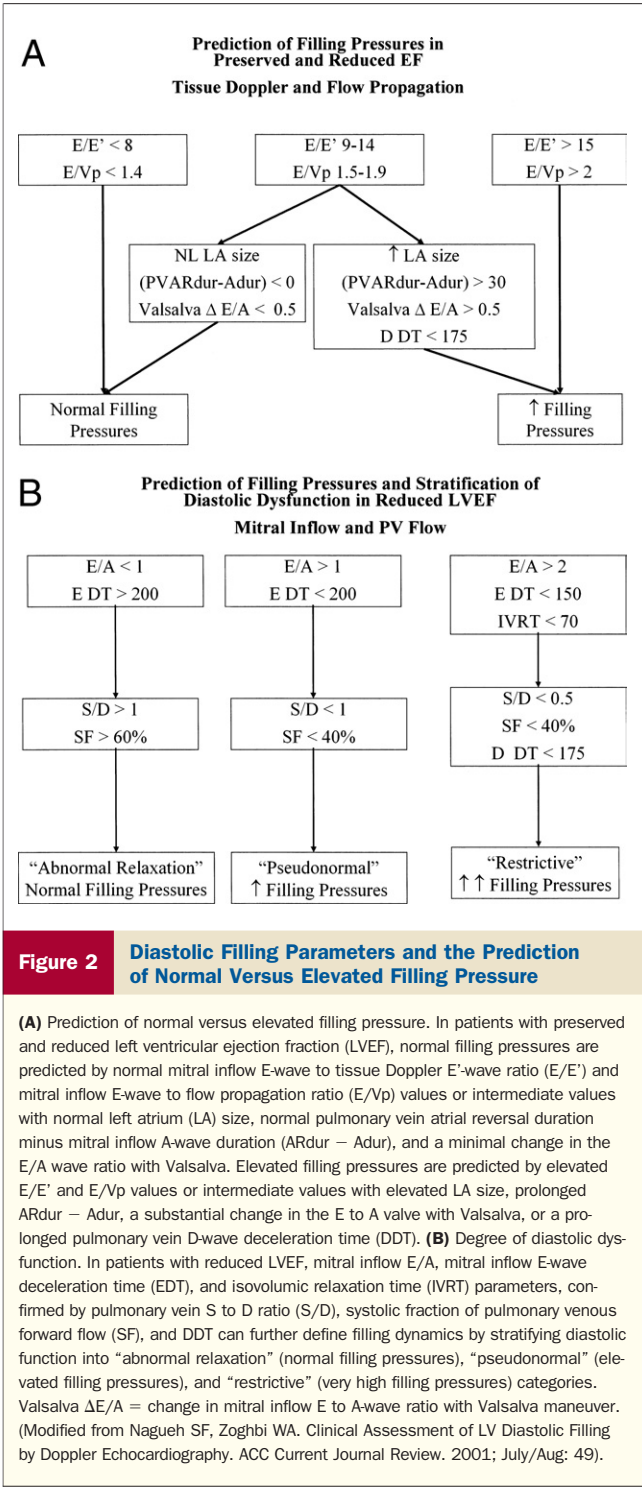 A
Prediction of Filling Pressures in
Preserved and Reduced EF
Tissue Doppler and Flow Propagation
E/E' < 8
E/Vp < 1.4
E/E' 9-14
E/Vp 1.5-1.9
E/E' > 15
E/Vp > 2
NL LA size
(PVARdur-Adur) < 0
Valsalva Δ E/A < 0.5
↑ LA size
(PVARdur-Adur) > 30
Valsalva Δ E/A > 0.5
D DT < 175
Normal Filling
Pressures
↑ Filling
Pressures
B
Prediction of Filling Pressures and Stratification of
Diastolic Dysfunction in Reduced LVEF
Mitral Inflow and PV Flow
E/A < 1
E DT > 200
E/A > 1
E DT < 200
E/A > 2
E DT < 150
IVRT < 70
S/D > 1
SF > 60%
S/D < 1
SF < 40%
S/D < 0.5
SF < 40%
D DT < 175
“Abnormal Relaxation”
Normal Filling Pressures
“Pseudonormal”
↑ Filling Pressures
“Restrictive”
↑ ↑ Filling Pressures
Figure 2
Diastolic Filling Parameters and the Prediction
of Normal Versus Elevated Filling Pressure
(A) Prediction of normal versus elevated filling pressure. In patients with preserved
and reduced left ventricular ejection fraction (LVEF), normal filling pressures are
predicted by normal mitral inflow E-wave to tissue Doppler E'-wave ratio (E/E') and
mitral inflow E-wave to flow propagation ratio (E/Vp) values or intermediate values
with normal left atrium (LA) size, normal pulmonary vein atrial reversal duration
minus mitral inflow A-wave duration (ARdur − Adur), and a minimal change in the
E/A wave ratio with Valsalva. Elevated filling pressures are predicted by elevated
E/E' and E/Vp values or intermediate values with elevated LA size, prolonged
ARdur − Adur, a substantial change in the E to A valve with Valsalva, or a pro-
longed pulmonary vein D-wave deceleration time (DDT). (B) Degree of diastolic dys-
function. In patients with reduced LVEF, mitral inflow E/A, mitral inflow E-wave
deceleration time (EDT), and isovolumic relaxation time (IVRT) parameters, con-
firmed by pulmonary vein S to D ratio (S/D), systolic fraction of pulmonary venous
forward flow (SF), and DDT can further define filling dynamics by stratifying diastolic
function into “abnormal relaxation” (normal filling pressures), “pseudonormal” (ele-
vated filling pressures), and “restrictive” (very high filling pressures) categories.
Valsalva ΔE/A = change in mitral inflow E to A-wave ratio with Valsalva maneuver.
(Modified from Nagueh SF, Zoghbi WA. Clinical Assessment of LV Diastolic Filling
by Doppler Echocardiography. ACC Current Journal Review. 2001; July/Aug: 49).